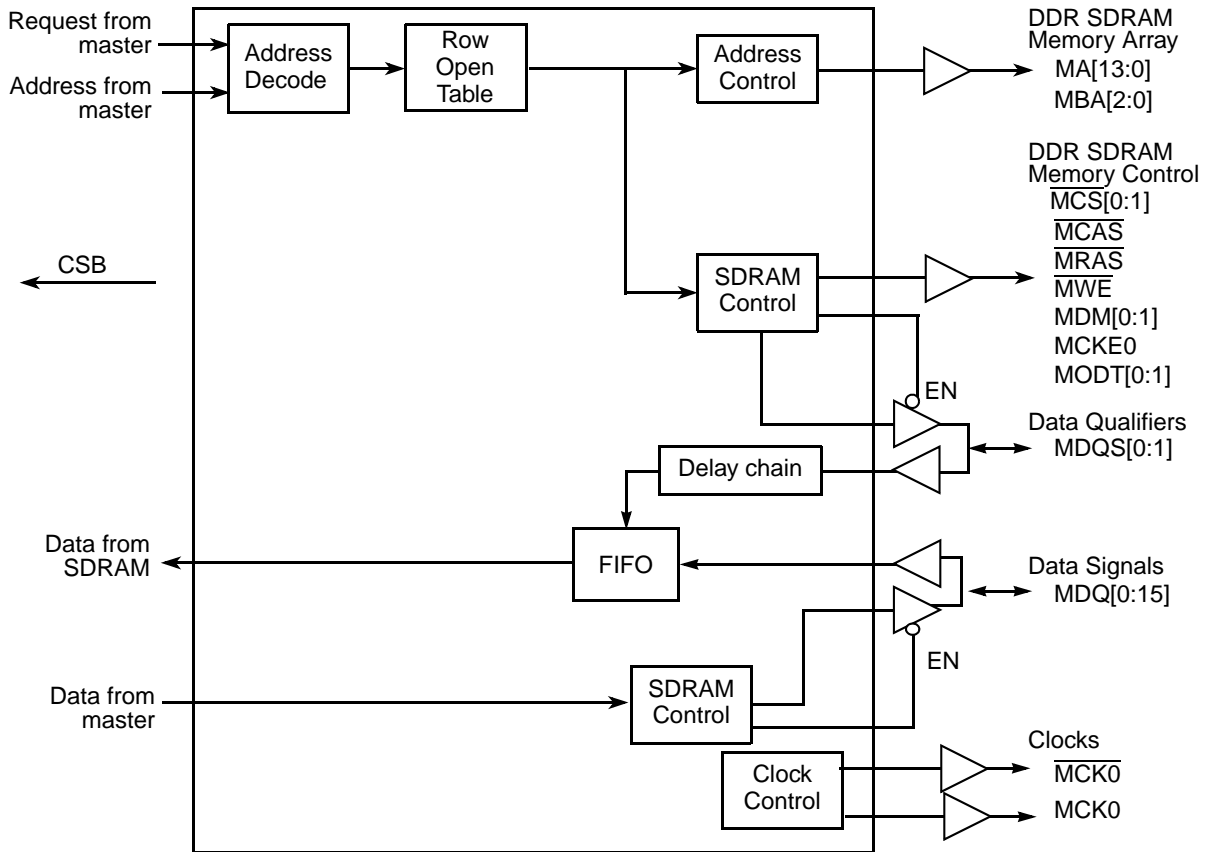 Request from
master
Address from
master
Address
Decode
Row
Open
Table
Address
Control
DDR SDRAM
Memory Array
MA[13:0]
MBA[2:0]
DDR SDRAM
Memory Control
MCS[0:1]
MCAS
MRAS
MWE
MDM[0:1]
MCKE0
MODT[0:1]
CSB
SDRAM
Control
EN
Data Qualifiers
MDQS[0:1]
Delay chain
Data from
SDRAM
FIFO
Data Signals
MDQ[0:15]
EN
Data from
master
SDRAM
Control
Clock
Control
Clocks
MCK0
MCK0